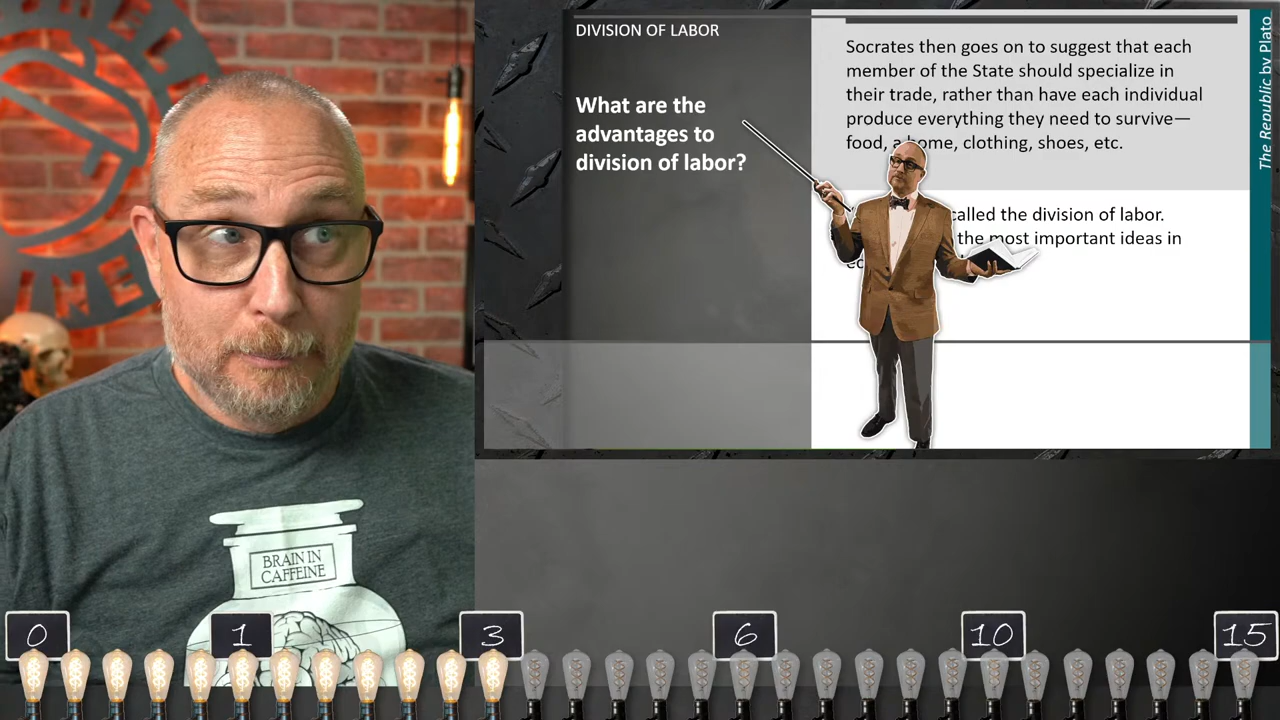 DIVISION OF LABOR
What are the
advantages to
division of labor?
Socrates then goes on to suggest that each
member of the State should specialize in
their trade, rather than have each individual
produce everything they need to survive—
food, a home, clothing, shoes, etc.
called the division of labor.
the most important ideas in
The Republic by Plato
BRAIN IN
CAFFEINE
0
1
3
6
10
15